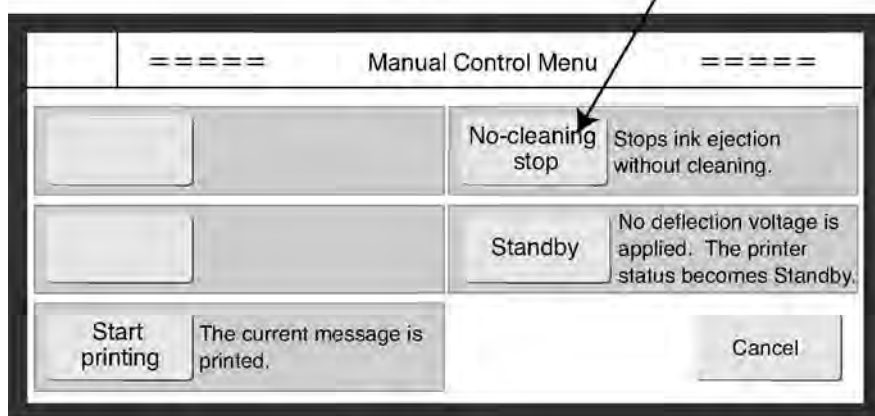 ===== Manual Control Menu =====
No-cleaning
stop
Stops ink ejection
without cleaning.
Standby
No deflection voltage is
applied. The printer
status becomes Standby.
Start
printing
The current message is
printed.
Cancel